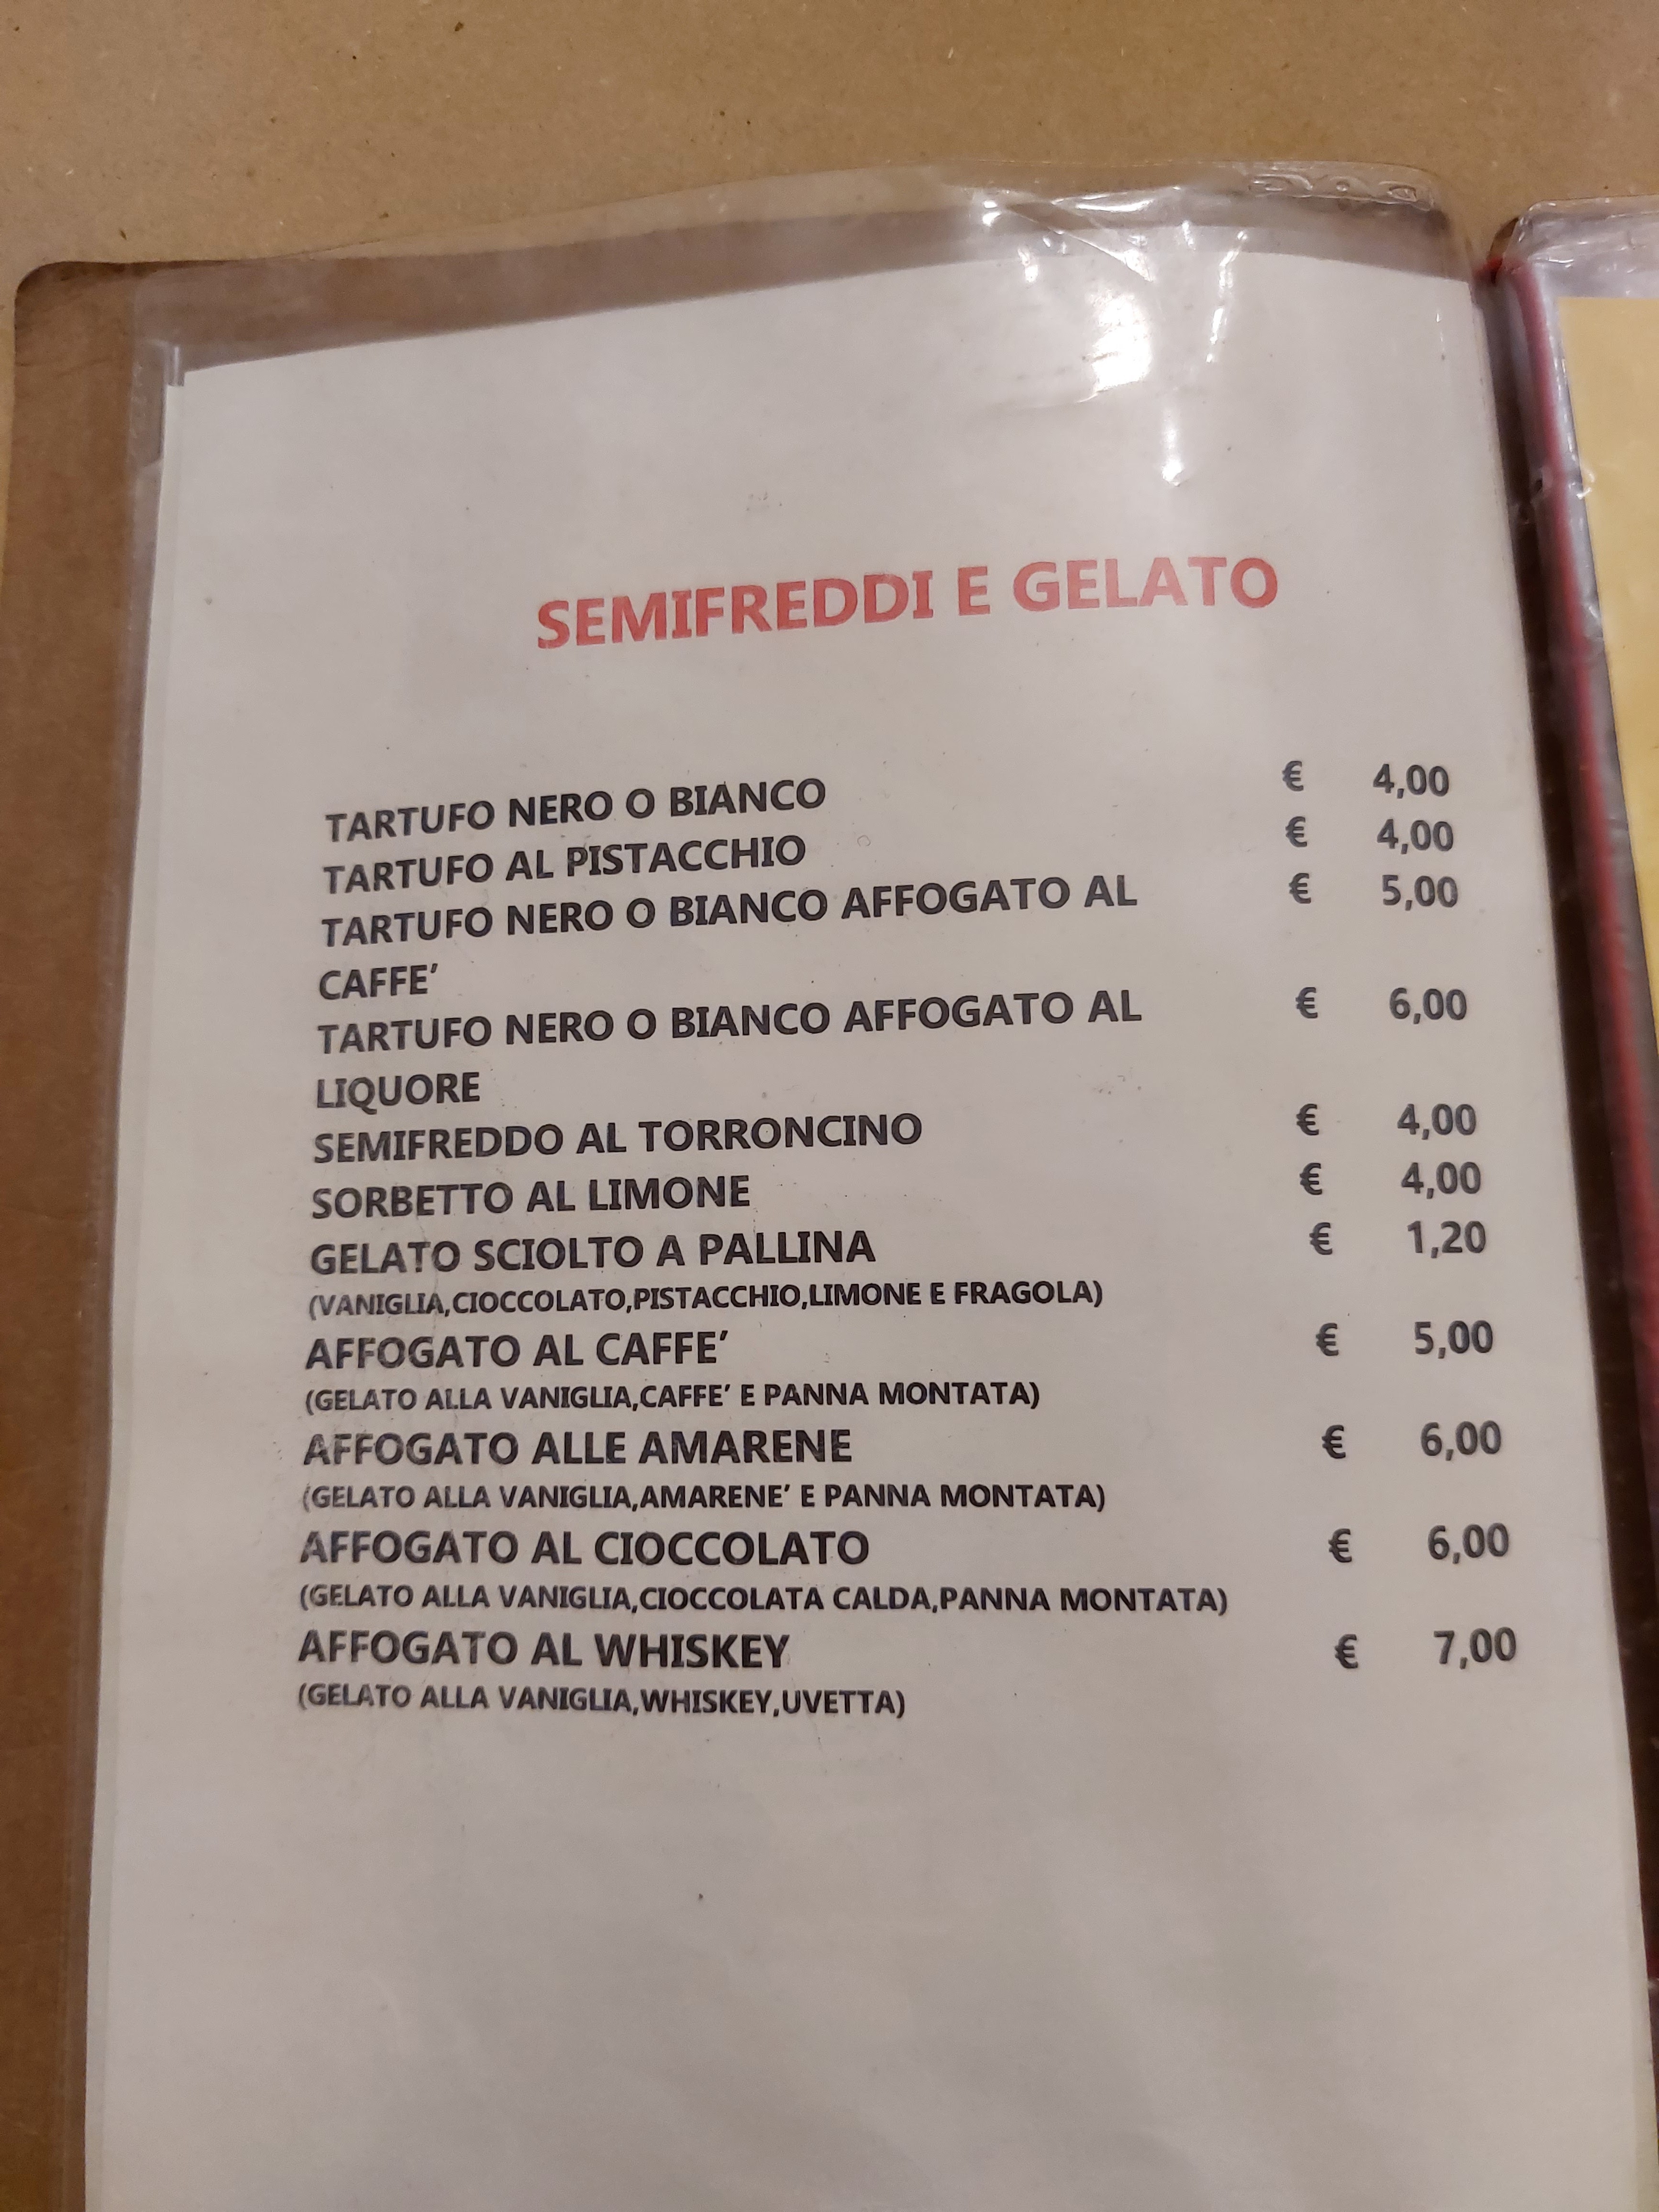 SEMIFREDDI E GELATO
TARTUFO NERO O BIANCO € 4,00
TARTUFO AL PISTACCHIO € 4,00
TARTUFO NERO O BIANCO AFFOGATO AL € 5,00
CAFFE’
TARTUFO NERO O BIANCO AFFOGATO AL € 6,00
LIQUORE
SEMIFREDDO AL TORRONCINO € 4,00
SORBETTO AL LIMONE € 4,00
GELATO SCIOLTO A PALLINA € 1,20
(VANIGLIA,CIOCCOLATO,PISTACCHIO,LIMONE E FRAGOLA)
AFFOGATO AL CAFFE’ € 5,00
(GELATO ALLA VANIGLIA,CAFFE’ E PANNA MONTATA)
AFFOGATO ALLE AMARENE € 6,00
(GELATO ALLA VANIGLIA,AMARENE’ E PANNA MONTATA)
AFFOGATO AL CIOCCOLATO € 6,00
(GELATO ALLA VANIGLIA,CIOCCOLATA CALDA,PANNA MONTATA)
AFFOGATO AL WHISKEY € 7,00
(GELATO ALLA VANIGLIA,WHISKEY,UVETTA)